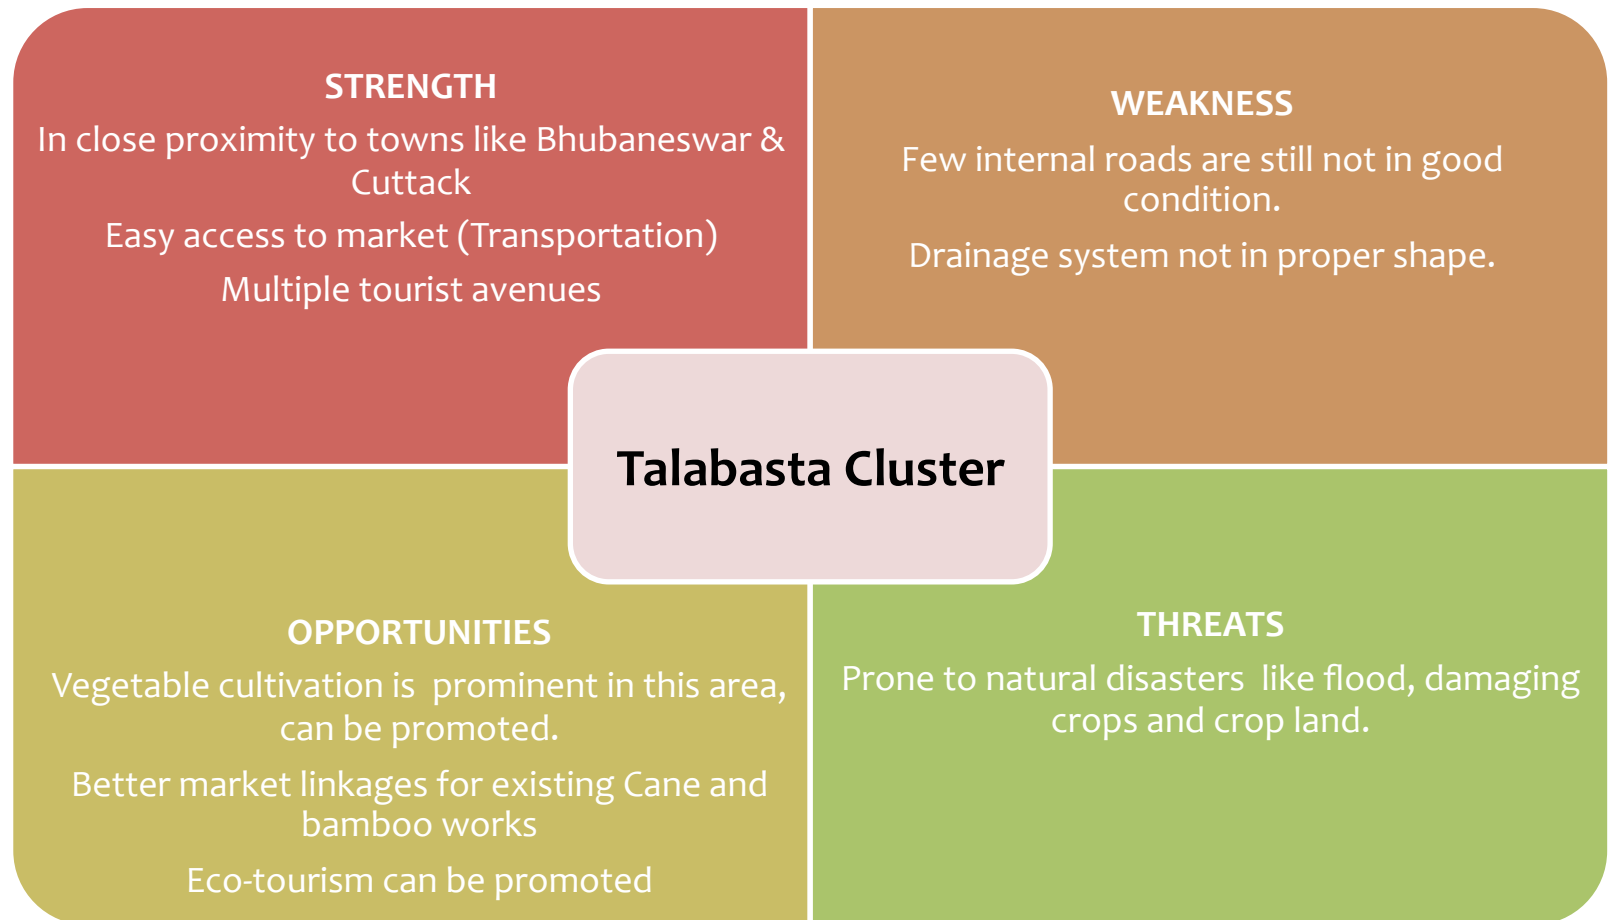 STRENGTH
In close proximity to towns like Bhubaneswar &
Cuttack
Easy access to market (Transportation)
Multiple tourist avenues
WEAKNESS
Few internal roads are still not in good
condition.
Drainage system not in proper shape.
Talabasta Cluster
OPPORTUNITIES
Vegetable cultivation is  prominent in this area,
can be promoted.
Better market linkages for existing Cane and
bamboo works
Eco-tourism can be promoted
THREATS
Prone to natural disasters  like flood, damaging
crops and crop land.